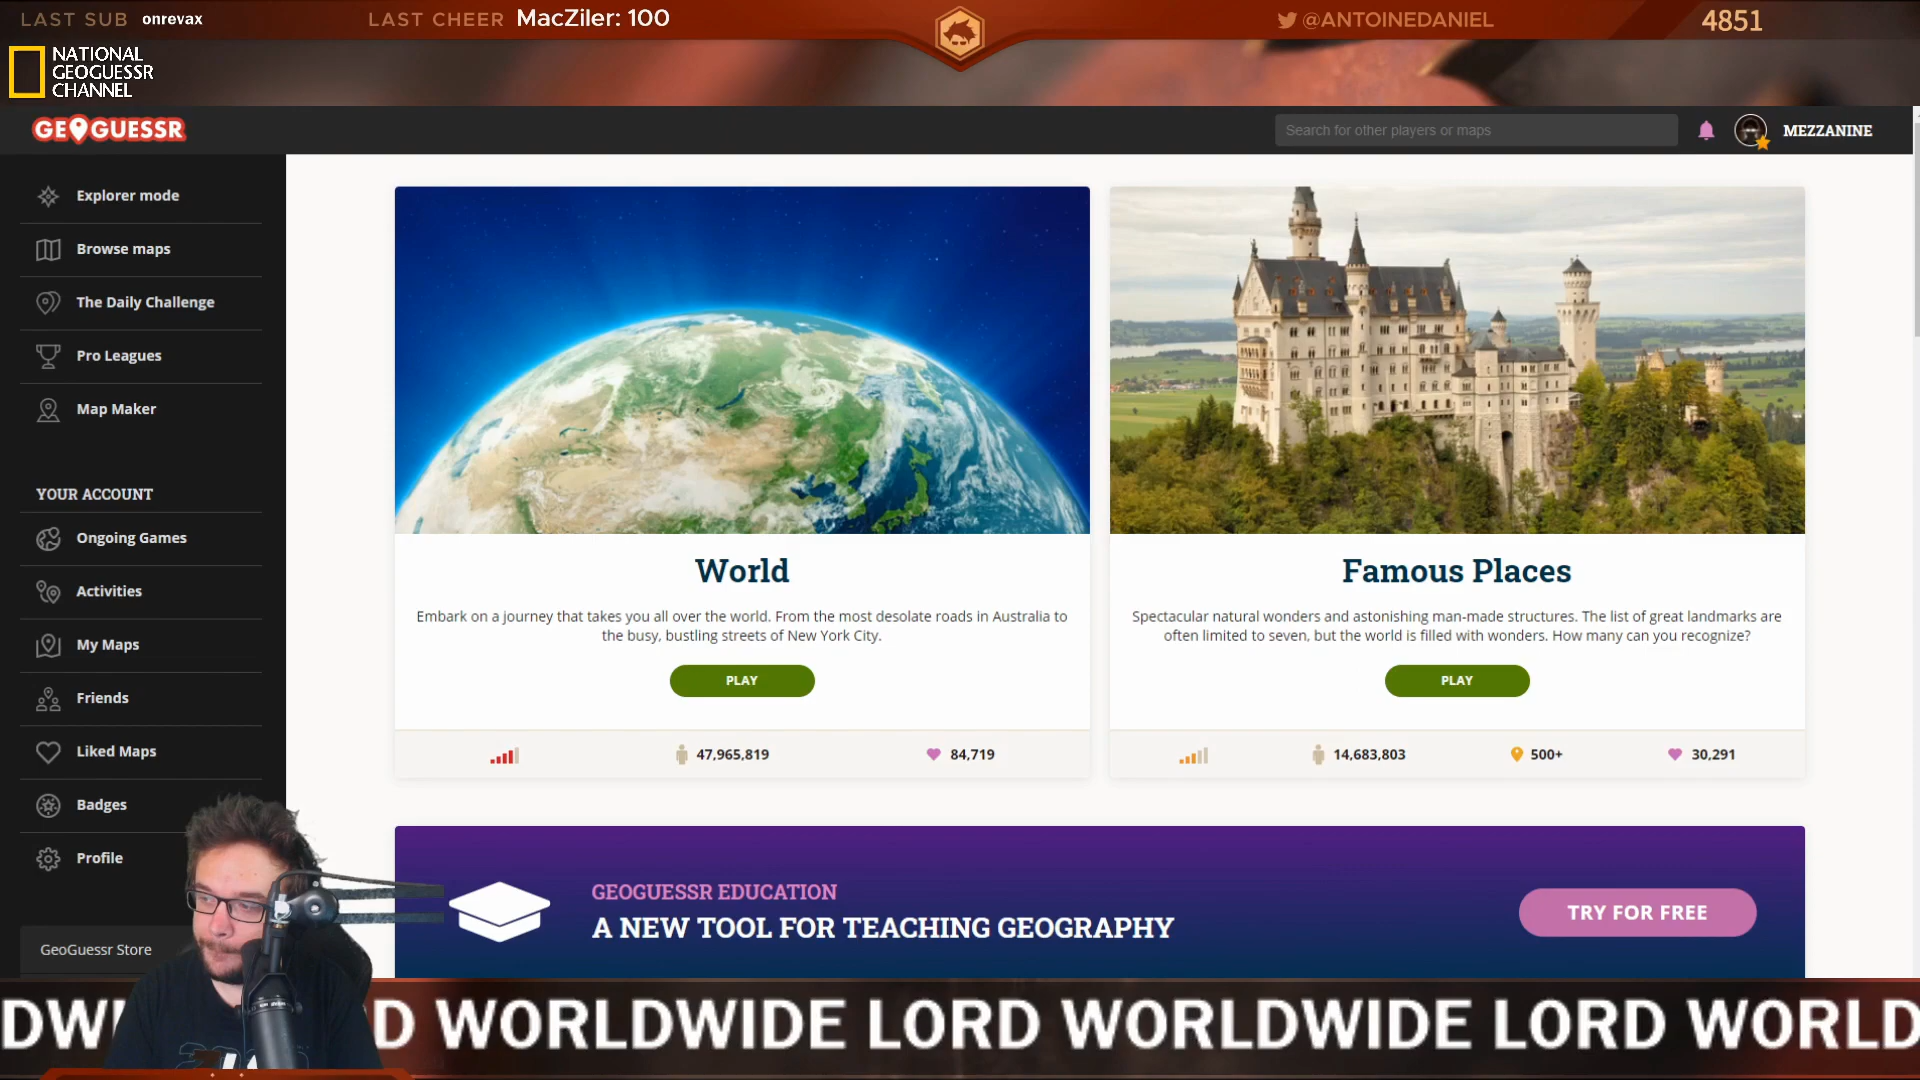 LAST SUB onrevax
LAST CHEER MacZiler: 100
@ANTOINEDANIEL
4851
NATIONAL
GEOGUESSR
CHANNEL
GEOGUESSR
Search for other players or maps
MEZZANINE
Explorer mode
Browse maps
The Daily Challenge
Pro Leagues
Map Maker
YOUR ACCOUNT
Ongoing Games
Activities
My Maps
Friends
Liked Maps
Badges
Profile
GeoGuessr Store
World
Embark on a journey that takes you all over the world. From the most desolate roads in Australia to
the busy, bustling streets of New York City.
PLAY
47,965,819
84,719
Famous Places
Spectacular natural wonders and astonishing man-made structures. The list of great landmarks are
often limited to seven, but the world is filled with wonders. How many can you recognize?
PLAY
14,683,803
500+
30,291
GEOGUESSR EDUCATION
A NEW TOOL FOR TEACHING GEOGRAPHY
TRY FOR FREE
D WORLDWIDE LORD WORLDWIDE LORD WORLD